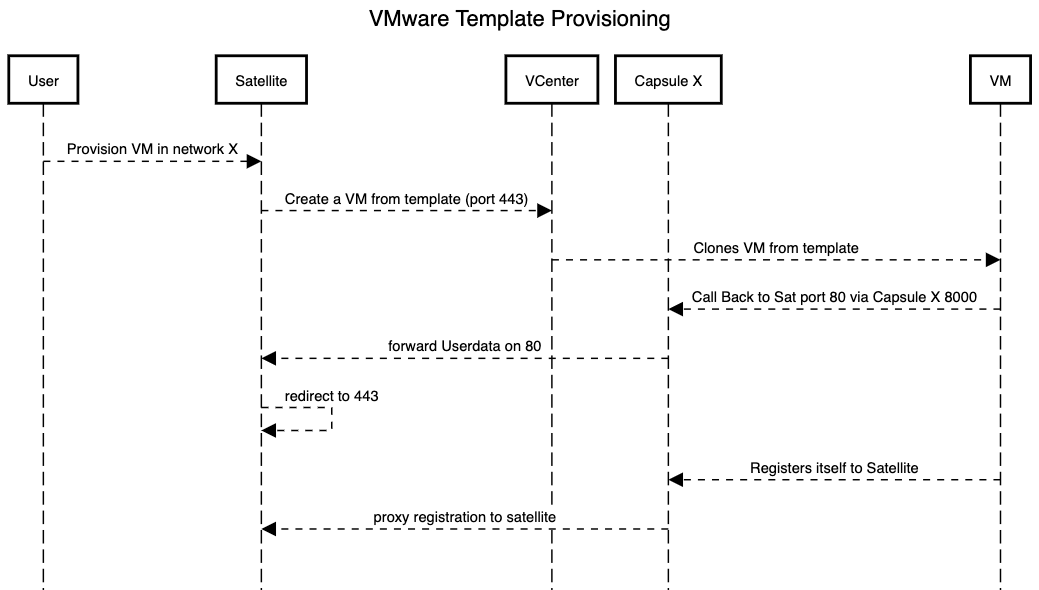 VMware Template Provisioning
User
Satellite
VCenter
Capsule X
VM
Provision VM in network X
Create a VM from template (port 443)
Clones VM from template
Call Back to Sat port 80 via Capsule X 8000
forward Userdata on 80
redirect to 443
Registers itself to Satellite
proxy registration to satellite